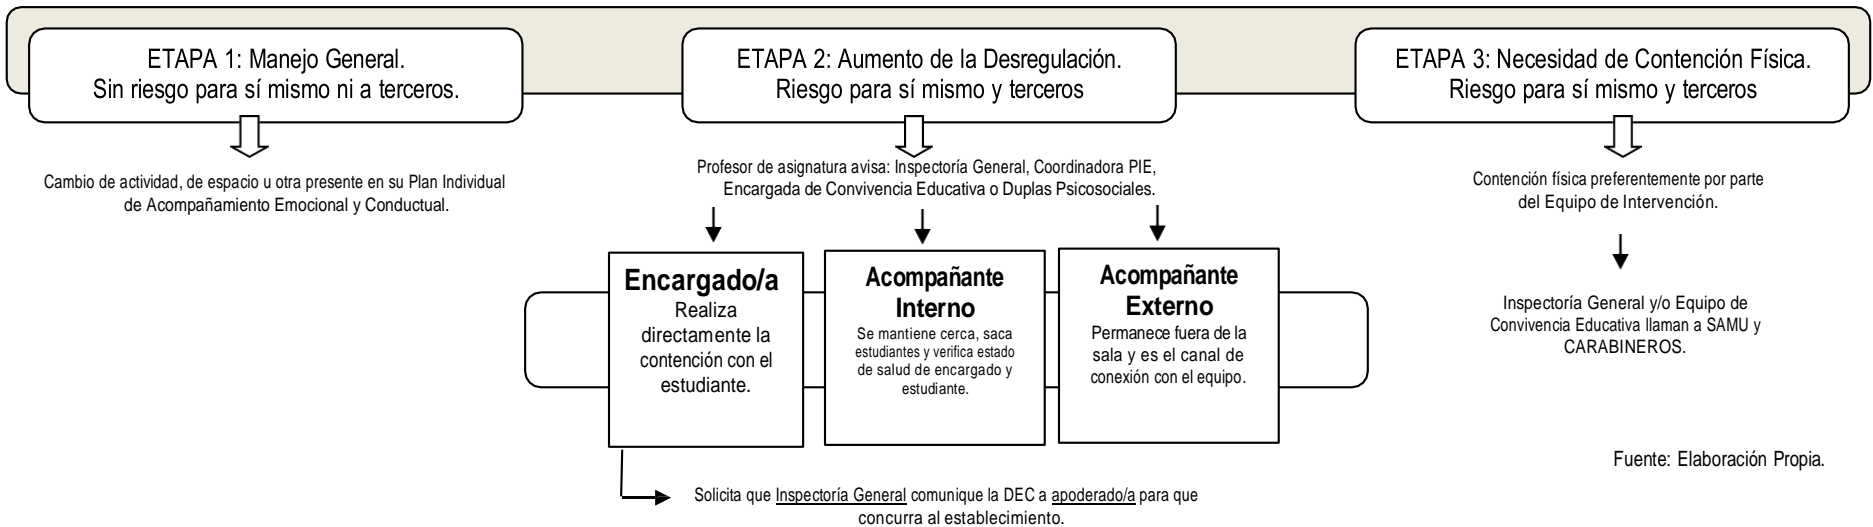 ETAPA 1: Manejo General.
Sin riesgo para sí mismo ni a terceros.
Cambio de actividad, de espacio u otra presente en su Plan Individual
de Acompañamiento Emocional y Conductual.
ETAPA 2: Aumento de la Desregulación.
Riesgo para sí mismo y terceros
Profesor de asignatura avisa: Inspectoría General, Coordinadora PIE,
Encargada de Convivencia Educativa o Duplas Psicosociales.
Encargado/a
Realiza
directamente la
contención con el
estudiante.
Acompañante
Interno
Se mantiene cerca, saca
estudiantes y verifica estado
de salud de encargado y
estudiante.
Acompañante
Externo
Permanece fuera de la
sala y es el canal de
conexión con el equipo.
Solicita que Inspectoría General comunique la DEC a apoderado/a para que
concurra al establecimiento.
ETAPA 3: Necesidad de Contención Física.
Riesgo para sí mismo y terceros
Contención física preferentemente por parte
del Equipo de Intervención.
Inspectoría General y/o Equipo de
Convivencia Educativa llaman a SAMU y
CARABINEROS.
Fuente: Elaboración Propia.